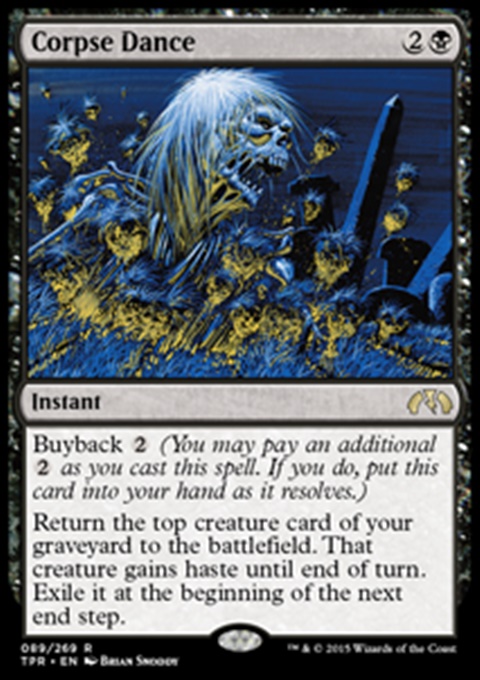 Corpse Dance 2
Instant
Buyback 2 (You may pay an additional
2 as you cast this spell. If you do, put this
card into your hand as it resolves.)
Return the top creature card of your
graveyard to the battlefield. That
creature gains haste until end of turn.
Exile it at the beginning of the next
end step.
089/269 R
TPR • EN Brian Snoddy
™ & © 2015 Wizards of the Coast